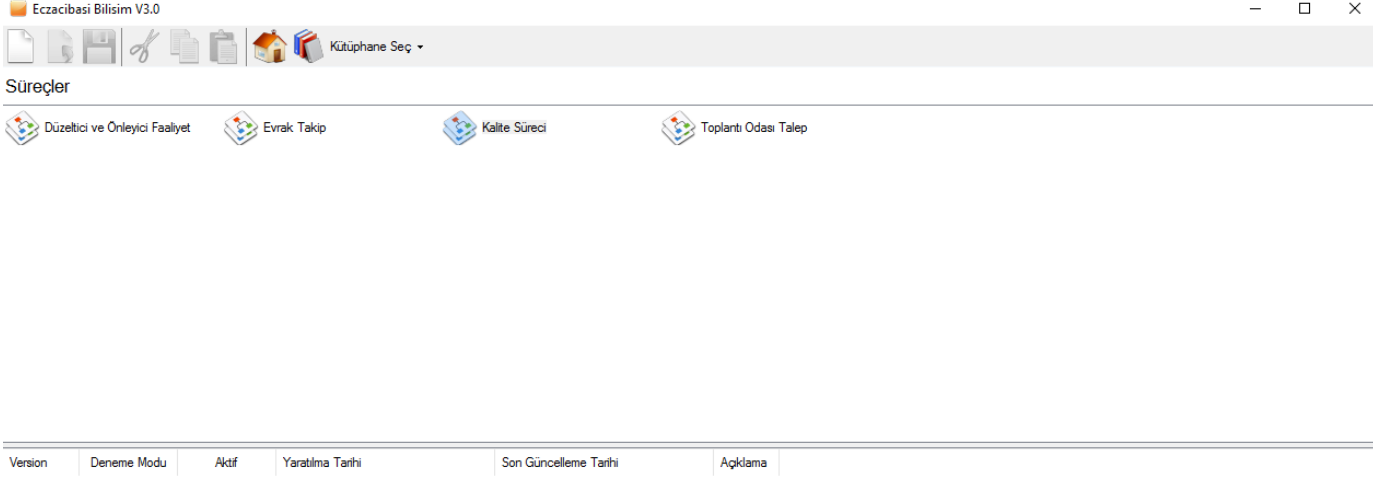 Eczacibasi Bilisim V3.0
Kütüphane Seç
Süreçler
Düzeltici ve Önleyici Faaliyet Evrak Takip Kalite Süreci Toplantı Odası Talep
Version Deneme Modu Aktif Yaratılma Tarihi Son Güncelleme Tarihi Açıklama